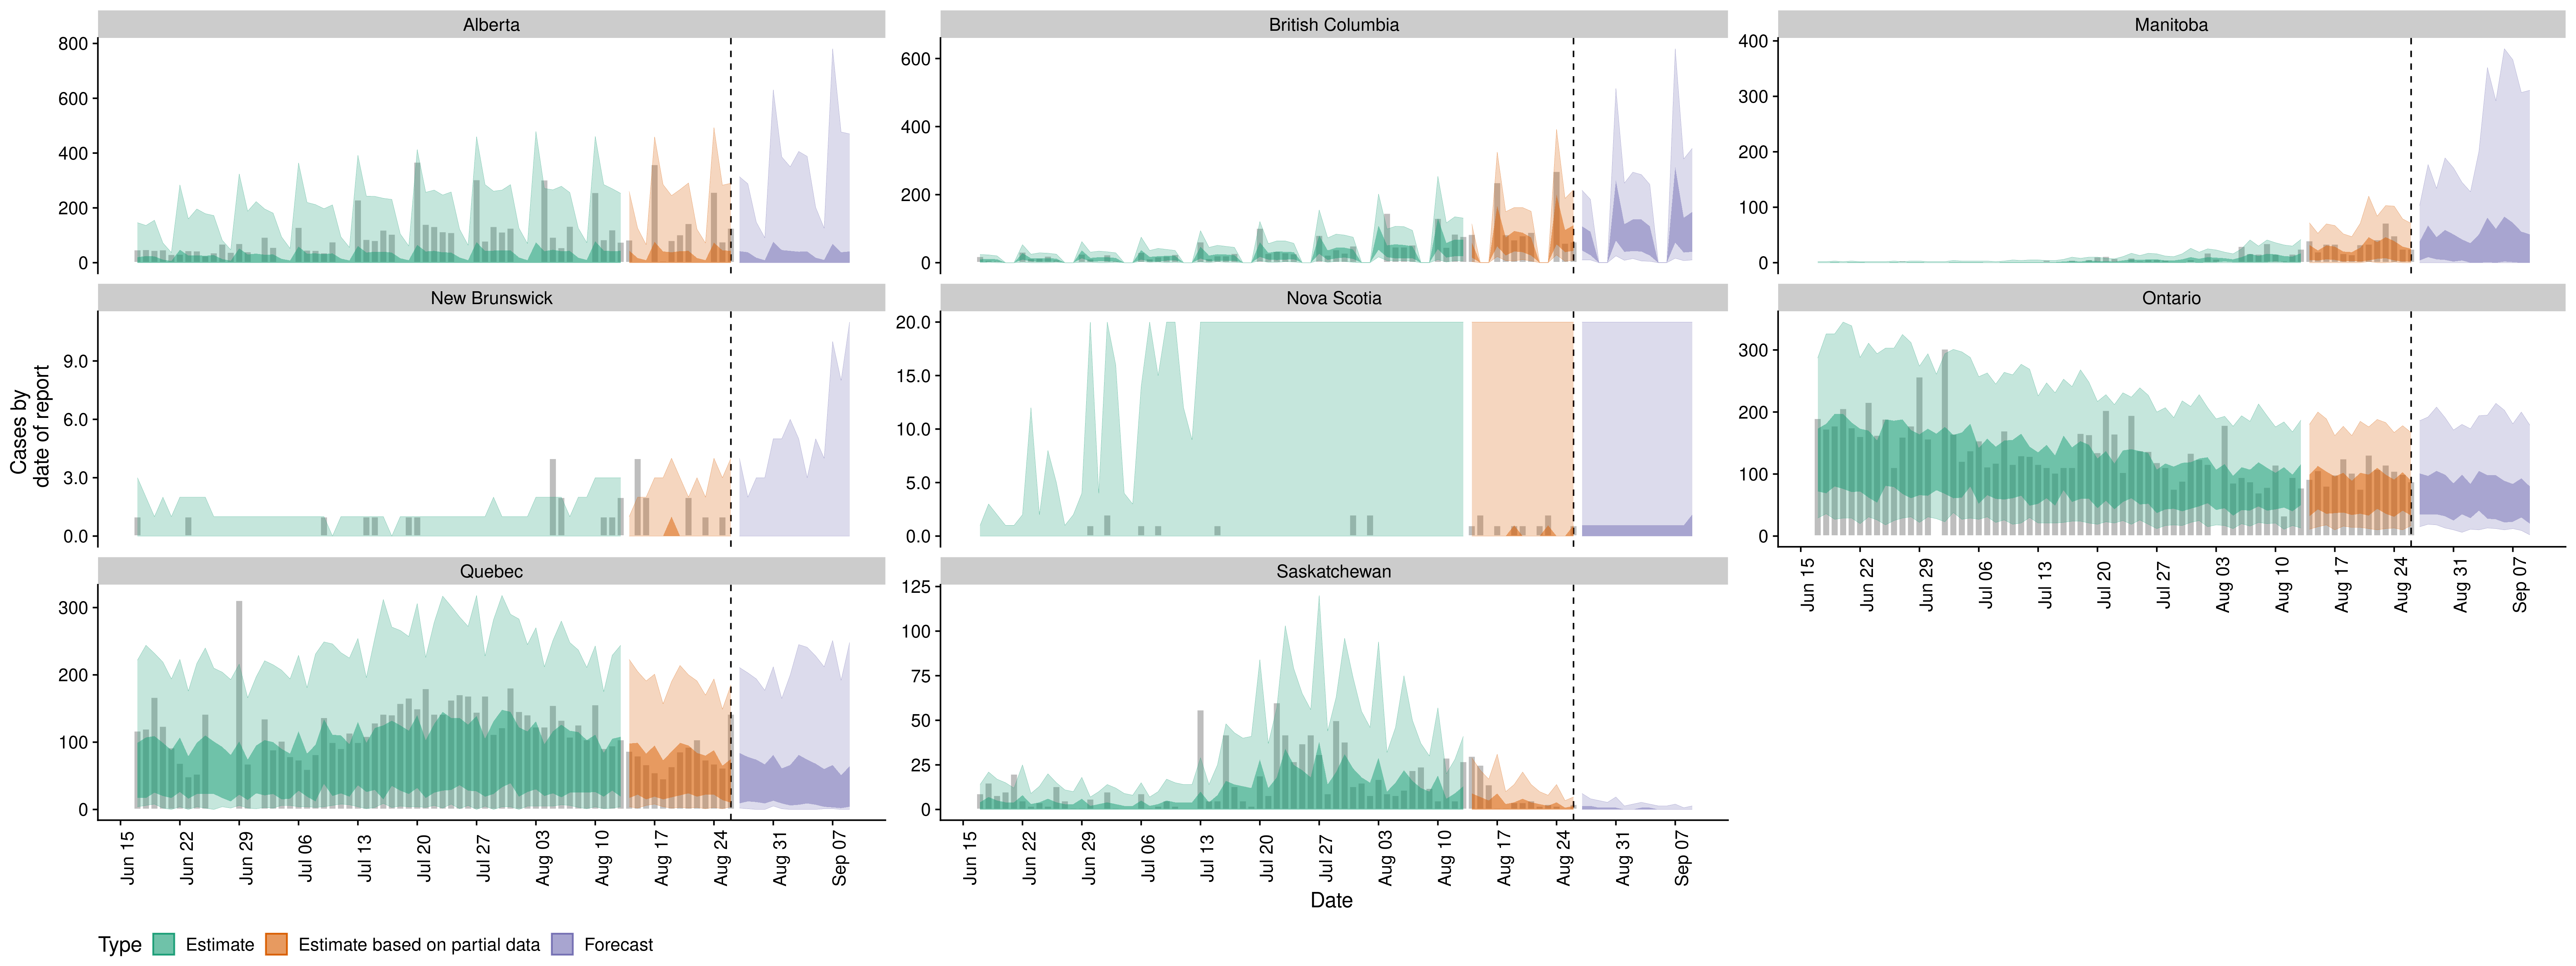 Alberta
British Columbia
Manitoba
800
600
400
200
0
600
400
200
0
400
300
200
100
0
New Brunswick
Nova Scotia
Ontario
Cases by
date of report
9.0
6.0
3.0
0.0
20.0
15.0
10.0
5.0
0.0
300
200
100
0
Jun 15
Jun 22
Jun 29
Jul 06
Jul 13
Jul 20
Jul 27
Aug 03
Aug 10
Aug 17
Aug 24
Aug 31
Sep 07
Quebec
Saskatchewan
300
200
100
0
125
100
75
50
25
0
Jun 15
Jun 22
Jun 29
Jul 06
Jul 13
Jul 20
Jul 27
Aug 03
Aug 10
Aug 17
Aug 24
Aug 31
Sep 07
Jun 15
Jun 22
Jun 29
Jul 06
Jul 13
Jul 20
Jul 27
Aug 03
Aug 10
Aug 17
Aug 24
Aug 31
Sep 07
Date
Type Estimate Estimate based on partial data Forecast